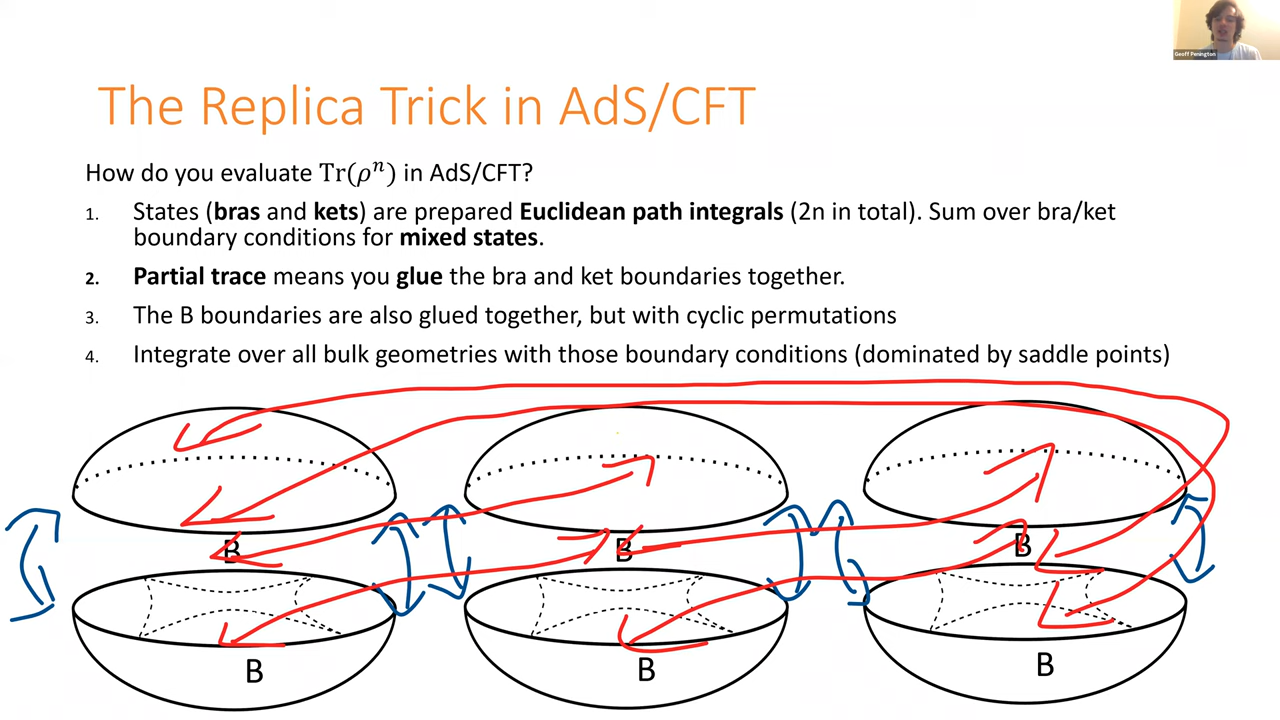 Geoff Penington
The Replica Trick in AdS/CFT
How do you evaluate Tr(ρⁿ) in AdS/CFT?
1. States (bras and kets) are prepared Euclidean path integrals (2n in total). Sum over bra/ket
boundary conditions for mixed states.
2. Partial trace means you glue the bra and ket boundaries together.
3. The B boundaries are also glued together, but with cyclic permutations
4. Integrate over all bulk geometries with those boundary conditions (dominated by saddle points)
B B B
B B B